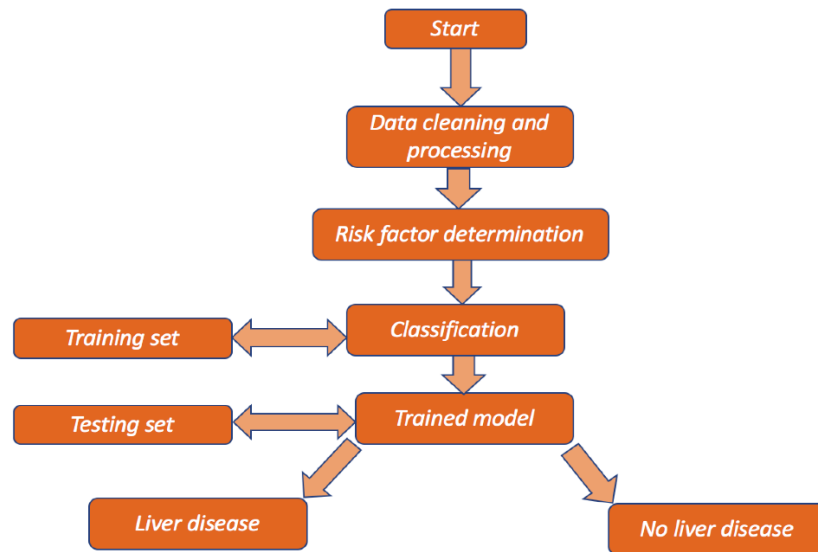 Start
Data cleaning and
processing
Risk factor determination
Classification
Training set
Trained model
Testing set
Liver disease
No liver disease